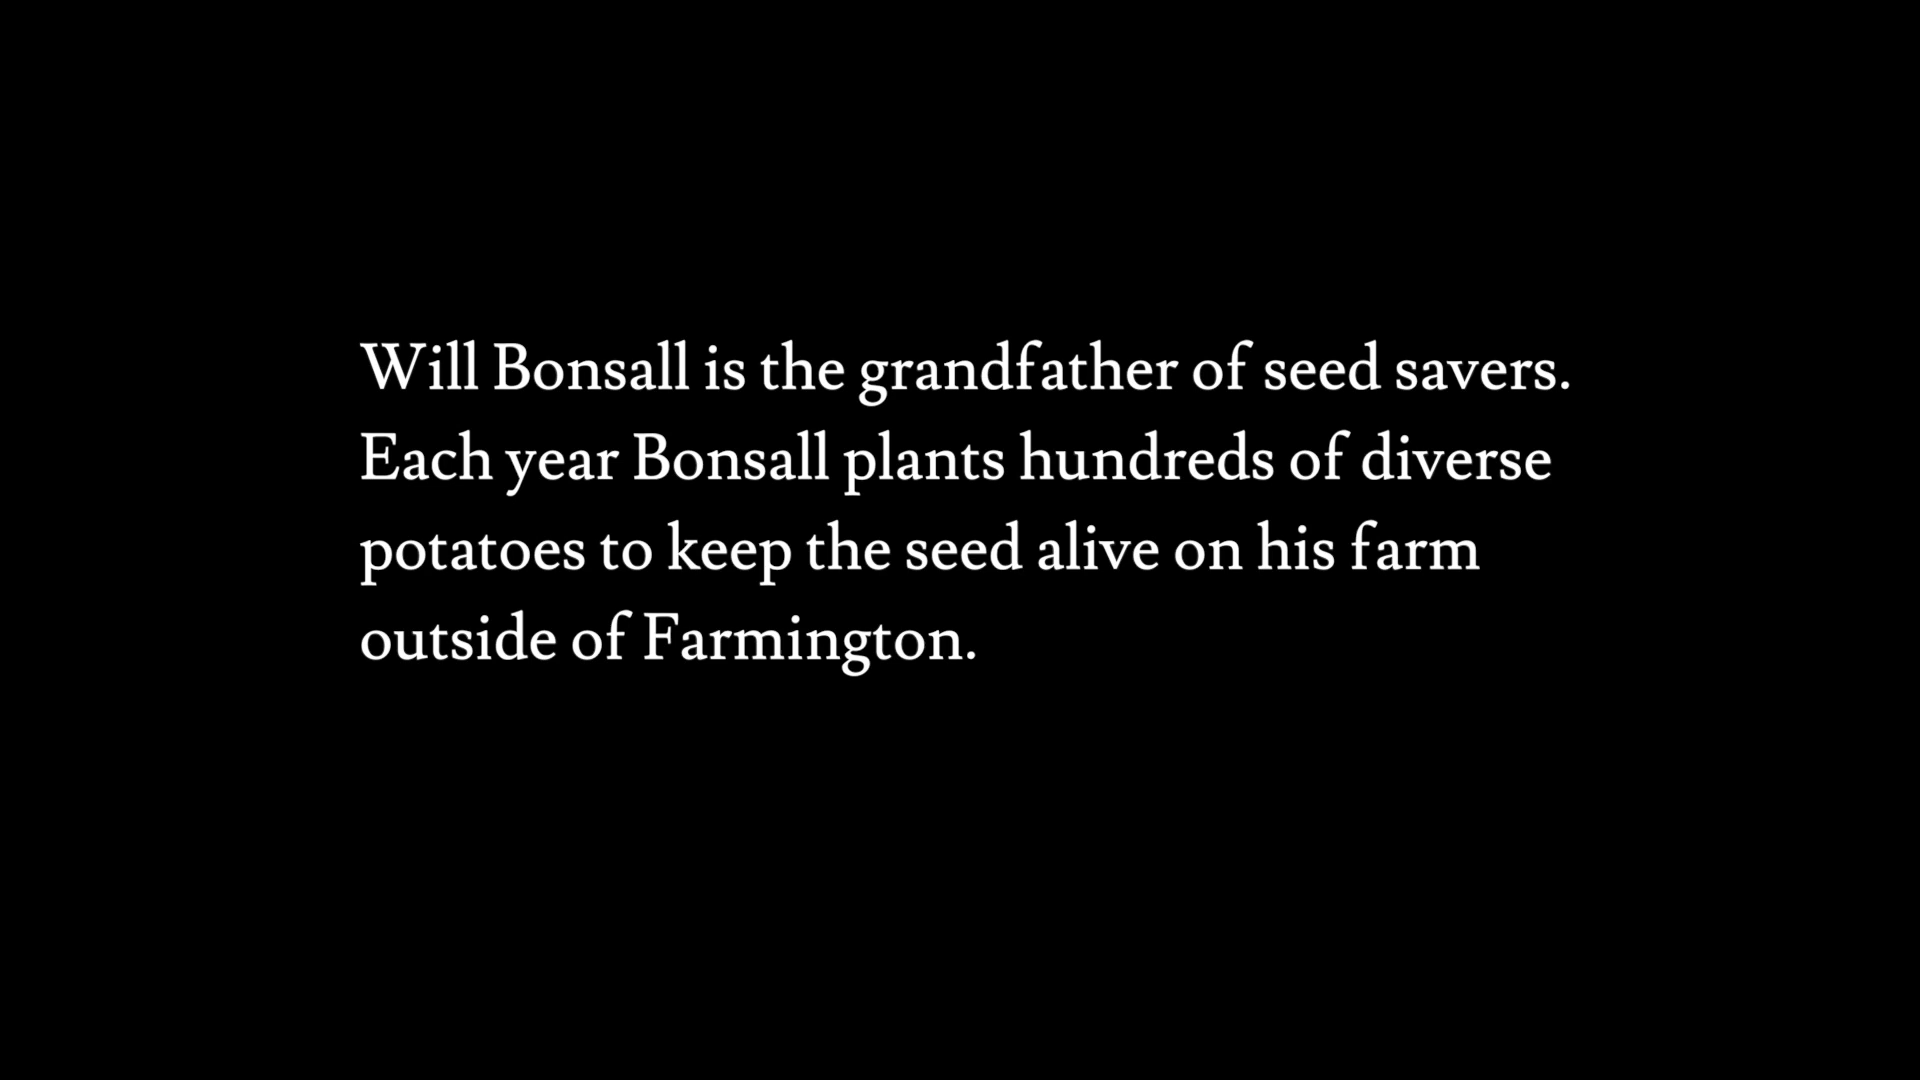 Will Bonsall is the grandfather of seed savers.
Each year Bonsall plants hundreds of diverse
potatoes to keep the seed alive on his farm
outside of Farmington.